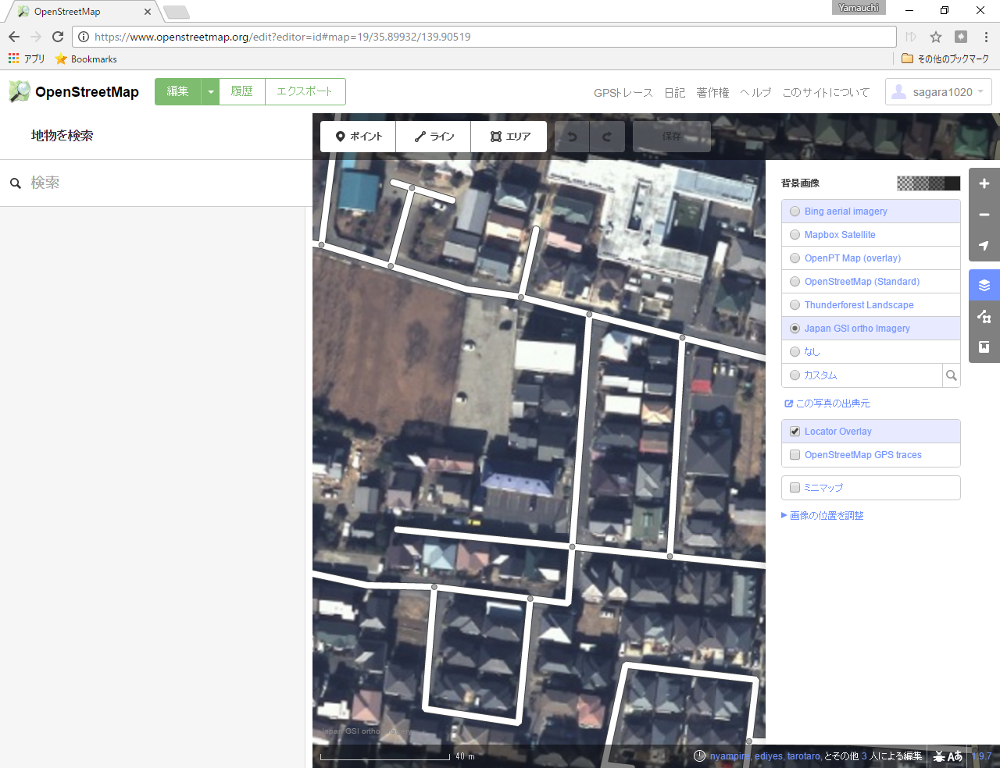 OpenStreetMap
Yamauchi
https://www.openstreetmap.org/edit?editor=id#map=19/35.89932/139.90519
アプリ
Bookmarks
その他のブックマーク
OpenStreetMap
編集
履歴
エクスポート
GPSトレース
日記
著作権
ヘルプ
このサイトについて
sagara1020
地物を検索
ポイント
ライン
エリア
保存
検索
背景画像
Bing aerial imagery
Mapbox Satellite
OpenPT Map (overlay)
OpenStreetMap (Standard)
Thunderforest Landscape
Japan GSI ortho Imagery
なし
カスタム
この写真の出典元
Locator Overlay
OpenStreetMap GPS traces
ミニマップ
画像の位置を調整
Japan GSI ortho Imagery
40 m
nyampire, ediyes, tarotaro, とその他 3 人による編集
Aあ
1.9.7